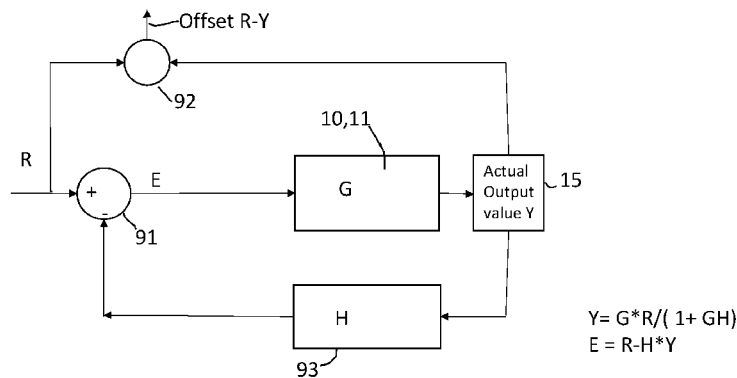 Offset R-Y
92
10,11
R
+
-
E
G
Actual
Output
value Y
15
91
H
93
Y= G*R/( 1+ GH)
E = R-H*Y